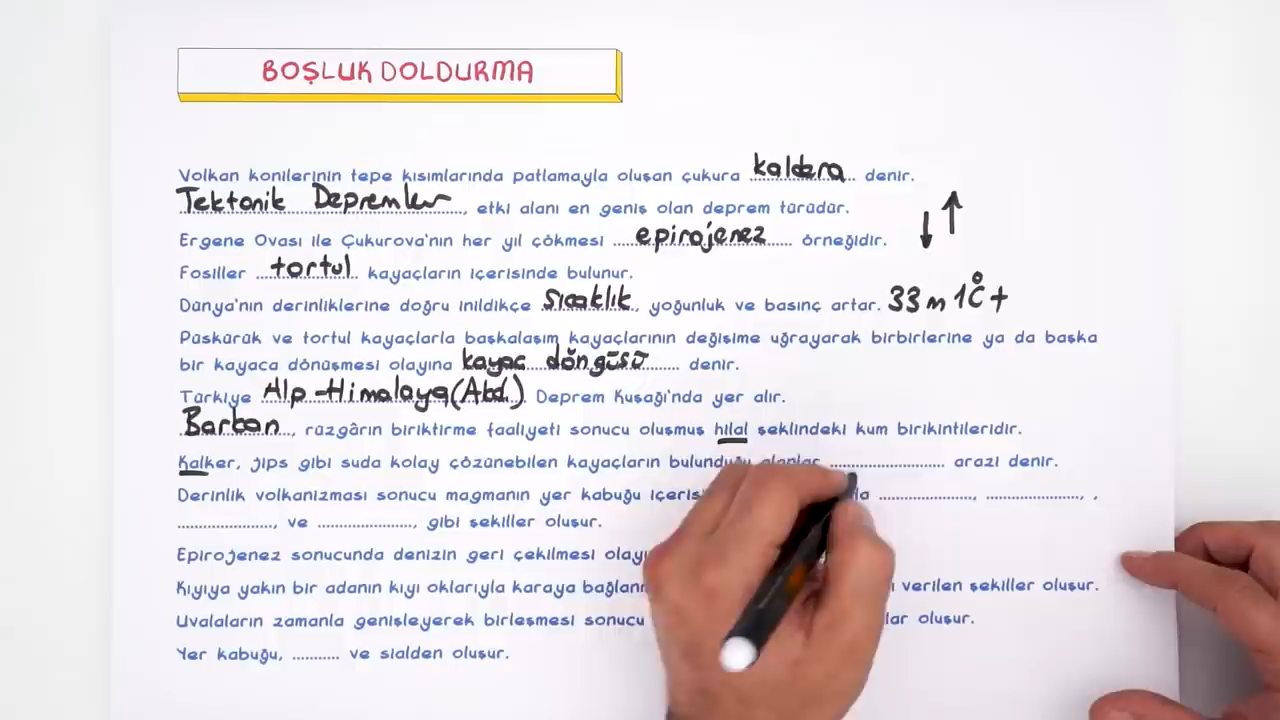 BOŞLUK DOLDURMA
Volkan konilerinin tepe kısımlarında patlamayla oluşan çukura kaldera denir.
Tektonik Depremler, etki alanı en geniş olan deprem türüdür.
Ergene Ovası ile Çukurova'nın her yıl çökmesi epirojenez örneğidir.
Fosiller tortul kayaçların içerisinde bulunur.
Dünya'nın derinliklerine doğru inildikçe sıcaklık, yoğunluk ve basınç artar. 33 m 1 C° +
Püskürük ve tortul kayaçlarla başkalaşım kayaçlarının değişime uğrayarak birbirlerine ya da başka
bir kayaca dönüşmesi olayına kayaç döngüsü denir.
Türkiye Alp-Himalaya (Abd.) Deprem Kuşağı'nda yer alır.
Barkan, rüzgârın biriktirme faaliyeti sonucu oluşmuş hilal şeklindeki kum birikintileridir.
Kalker, jips gibi suda kolay çözünebilen kayaçların bulunduğu alanlar ........................ arazi denir.
Derinlik volkanizması sonucu magmanın yer kabuğu içeris ...................., ...................., ,
...................., ve ...................., gibi şekiller oluşur.
Epirojenez sonucunda denizin geri çekilmesi olayı
Kıyıya yakın bir adanın kıyı oklarıyla karaya bağlanm verilen şekiller oluşur.
Uvalaların zamanla genişleyerek birleşmesi sonucu lar oluşur.
Yer kabuğu, .......... ve sialden oluşur.